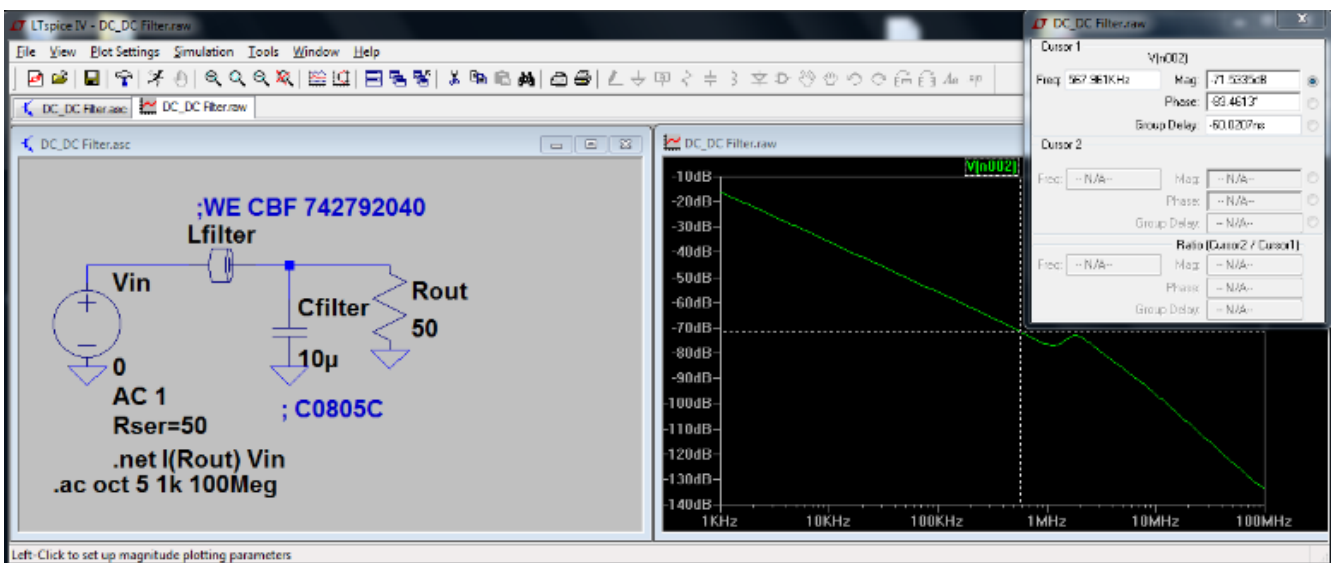 LTspice IV - DC_DC Filter.raw
File View Plot Settings Simulation Tools Window Help
DC_DC Filter.asc DC_DC Filter.raw
DC_DC Filter.asc
;WE CBF 742792040
Lfilter
Vin
Cfilter
Rout
50
10µ
0
AC 1
; C0805C
Rser=50
.net I(Rout) Vin
.ac oct 5 1k 100Meg
DC_DC Filter.raw
V(n002)
-10dB
-20dB
-30dB
-40dB
-50dB
-60dB
-70dB
-80dB
-90dB
-100dB
-110dB
-120dB
-130dB
-140dB
1KHz 10KHz 100KHz 1MHz 10MHz 100MHz
DC_DC Filter.raw
Cursor 1
V(n002)
Freq: 567.961KHz Mag: -71.5335dB
Phase: -83.4613°
Group Delay: -60.0207ns
Cursor 2
Freq: -- N/A-- Mag: -- N/A--
Phase: -- N/A--
Group Delay: -- N/A--
Ratio (Cursor2 / Cursor1)
Freq: -- N/A-- Mag: -- N/A--
Phase: -- N/A--
Group Delay: -- N/A--
Left-Click to set up magnitude plotting parameters